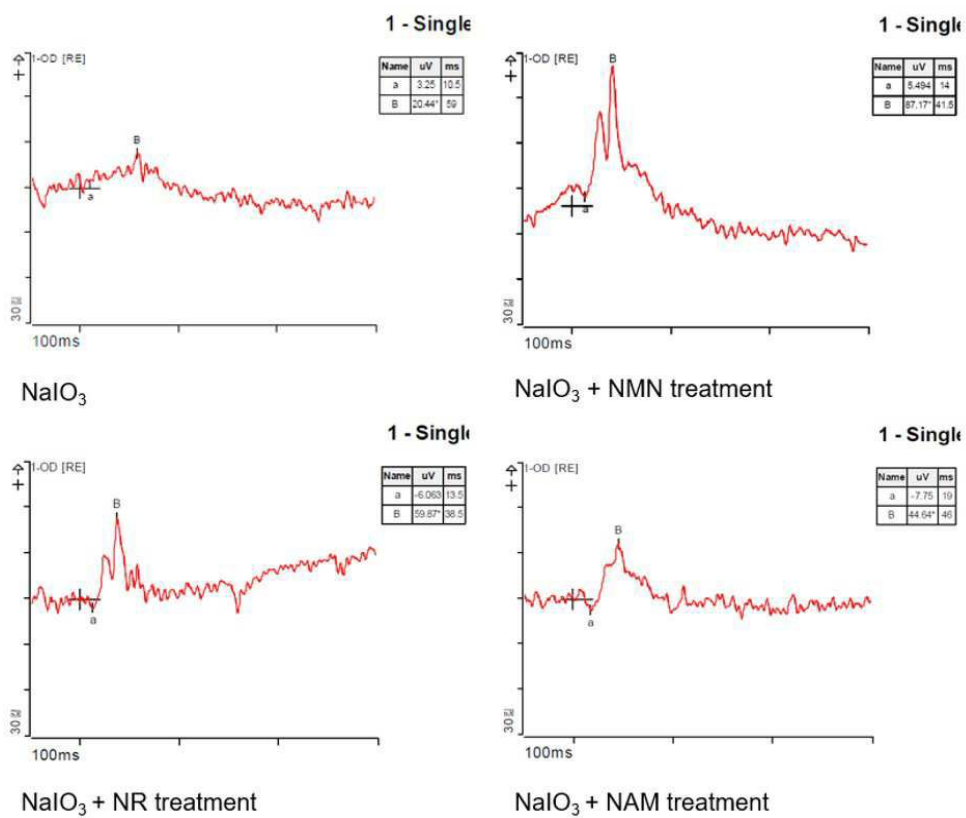 1 - Single
1-OD [RE]
Name uV ms
a 3.25 10.5
B 20.44* 59
B
a
30
100ms
NaIO₃
1 - Single
1-OD [RE]
Name uV ms
a 5.494 14
B 87.17* 41.5
B
a
30
100ms
NaIO₃ + NMN treatment
1 - Single
1-OD [RE]
Name uV ms
a -6.063 13.5
B 59.87* 38.5
B
a
30
100ms
NaIO₃ + NR treatment
1 - Single
1-OD [RE]
Name uV ms
a -7.75 19
B 44.64* 46
B
a
30
100ms
NaIO₃ + NAM treatment